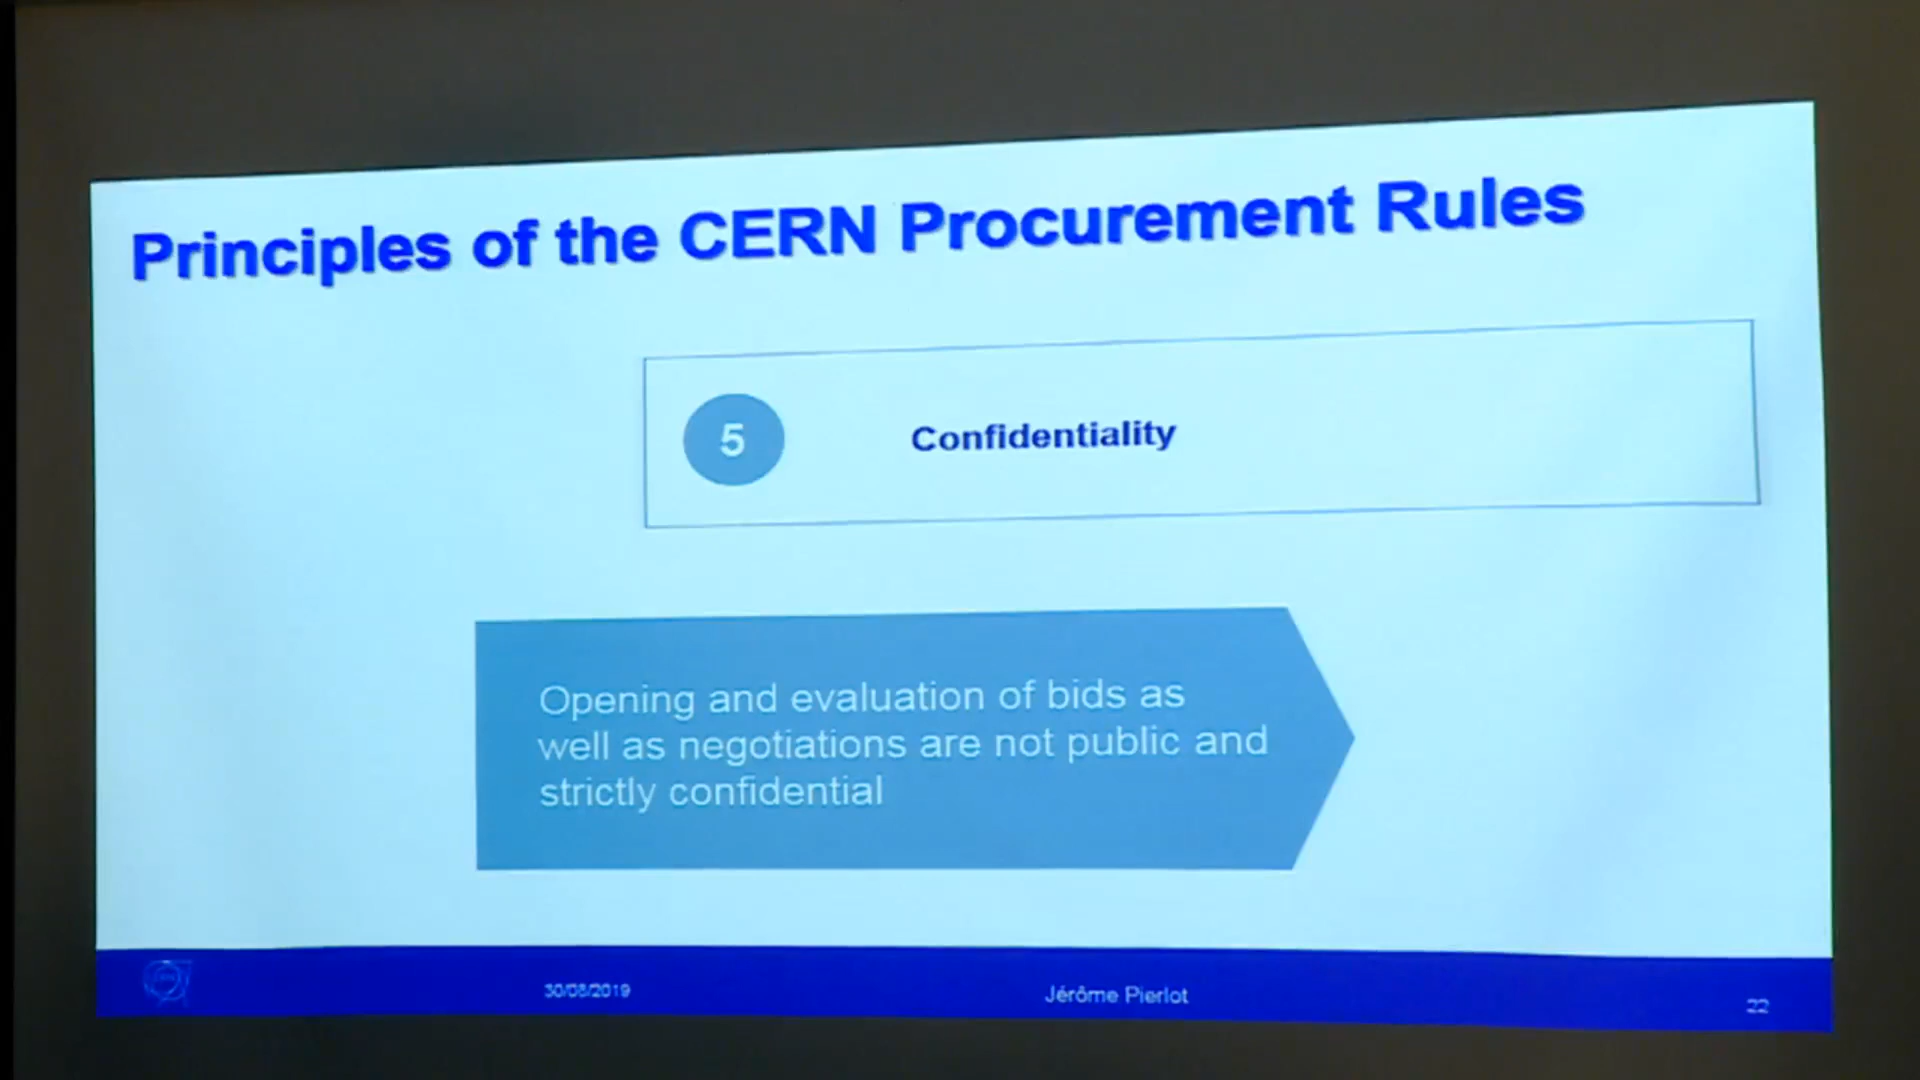 Principles of the CERN Procurement Rules
5
Confidentiality
Opening and evaluation of bids as
well as negotiations are not public and
strictly confidential
30/08/2019
Jérôme Pierlot
22